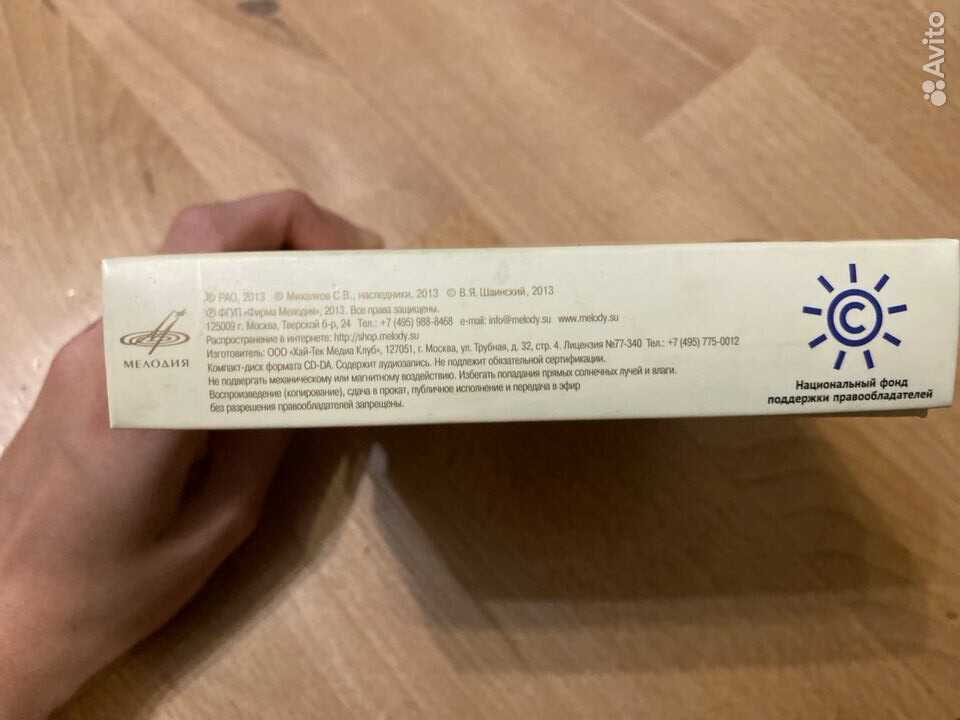 Avito
МЕЛОДИЯ
℗ РАО, 2013 © Михалков С.В., наследники, 2013 © В.Я. Шаинский, 2013
℗ ФГУП «Фирма Мелодия», 2013. Все права защищены.
125009 г. Москва, Тверской б-р, 24 Тел.: +7 (495) 988-8468 e-mail: info@melody.su www.melody.su
Распространение в интернете: http://shop.melody.su
Изготовитель: ООО «Хай-Тек Медиа Клуб», 127051, г. Москва, ул. Трубная, д. 32, стр. 4. Лицензия №77-340 Тел.: +7 (495) 775-0012
Компакт-диск формата CD-DA. Содержит аудиозапись. Не подлежит обязательной сертификации.
Не подвергать механическому или магнитному воздействию. Избегать попадания прямых солнечных лучей и влаги.
Воспроизведение (копирование), сдача в прокат, публичное исполнение и передача в эфир
без разрешения правообладателей запрещены.
©
Национальный фонд
поддержки правообладателей